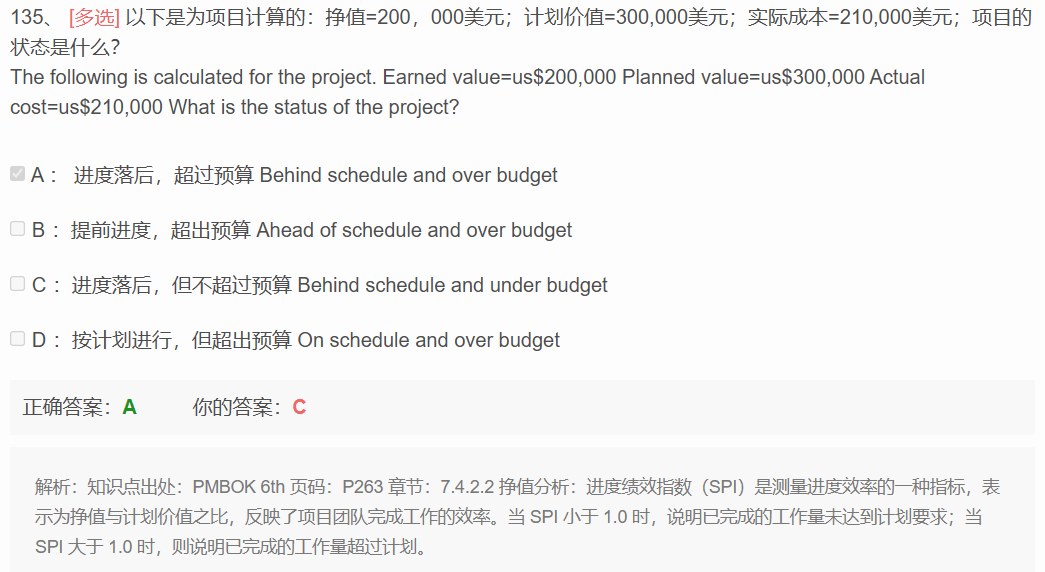 135、 [多选] 以下是为项目计算的：挣值=200，000美元；计划价值=300,000美元；实际成本=210,000美元；项目的
状态是什么？
The following is calculated for the project. Earned value=us$200,000 Planned value=us$300,000 Actual
cost=us$210,000 What is the status of the project?
A： 进度落后，超过预算 Behind schedule and over budget
B： 提前进度，超出预算 Ahead of schedule and over budget
C： 进度落后，但不超过预算 Behind schedule and under budget
D： 按计划进行，但超出预算 On schedule and over budget
正确答案：A 你的答案：C
解析：知识点出处：PMBOK 6th 页码：P263 章节：7.4.2.2 挣值分析：进度绩效指数（SPI）是测量进度效率的一种指标，表
示为挣值与计划价值之比，反映了项目团队完成工作的效率。当 SPI 小于 1.0 时，说明已完成的工作量未达到计划要求；当
SPI 大于 1.0 时，则说明已完成的工作量超过计划。